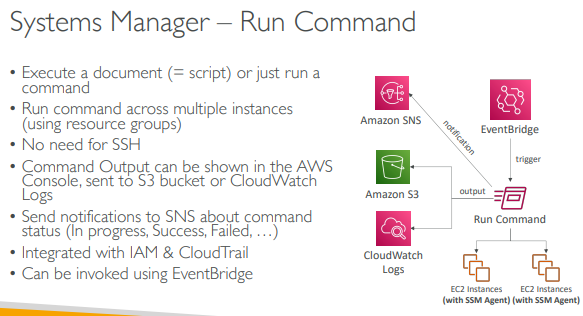 Systems Manager – Run Command
• Execute a document (= script) or just run a
command
• Run command across multiple instances
(using resource groups)
• No need for SSH
• Command Output can be shown in the AWS
Console, sent to S3 bucket or CloudWatch
Logs
• Send notifications to SNS about command
status (In progress, Success, Failed, …)
• Integrated with IAM & CloudTrail
• Can be invoked using EventBridge
Amazon SNS
notification
EventBridge
trigger
Amazon S3
output
Run Command
CloudWatch
Logs
EC2 Instances
(with SSM Agent)
EC2 Instances
(with SSM Agent)